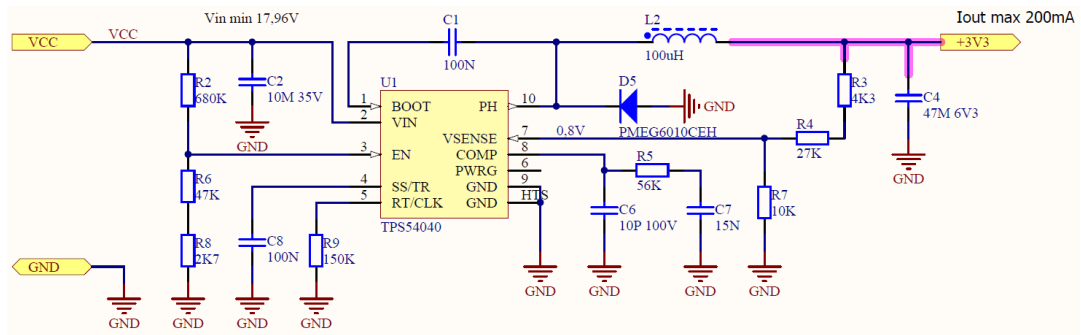 Vin min 17,96V
Iout max 200mA
VCC
VCC
C1
100N
L2
100uH
+3V3
R2
680K
C2
10M 35V
GND
U1
1
BOOT
2
VIN
3
EN
4
SS/TR
5
RT/CLK
PH
10
VSENSE
7
COMP
8
PWRG
6
GND
9
GND
HTS
TPS54040
D5
GND
PMEG6010CEH
0,8V
R3
4K3
R4
27K
C4
47M 6V3
GND
R5
56K
R6
47K
R8
2K7
C8
100N
R9
150K
C6
10P 100V
C7
15N
R7
10K
GND
GND
GND
GND
GND
GND
GND
GND
GND